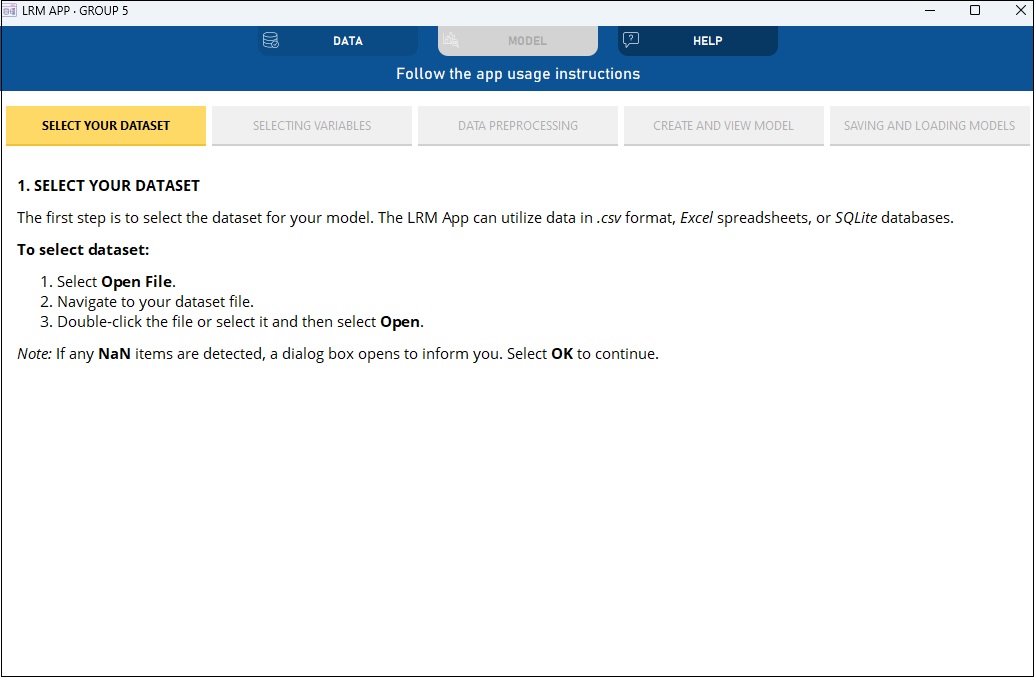 LRM APP · GROUP 5
DATA
MODEL
HELP
Follow the app usage instructions
SELECT YOUR DATASET
SELECTING VARIABLES
DATA PREPROCESSING
CREATE AND VIEW MODEL
SAVING AND LOADING MODELS
1. SELECT YOUR DATASET
The first step is to select the dataset for your model. The LRM App can utilize data in .csv format, Excel spreadsheets, or SQLite databases.
To select dataset:
1. Select Open File.
2. Navigate to your dataset file.
3. Double-click the file or select it and then select Open.
Note: If any NaN items are detected, a dialog box opens to inform you. Select OK to continue.